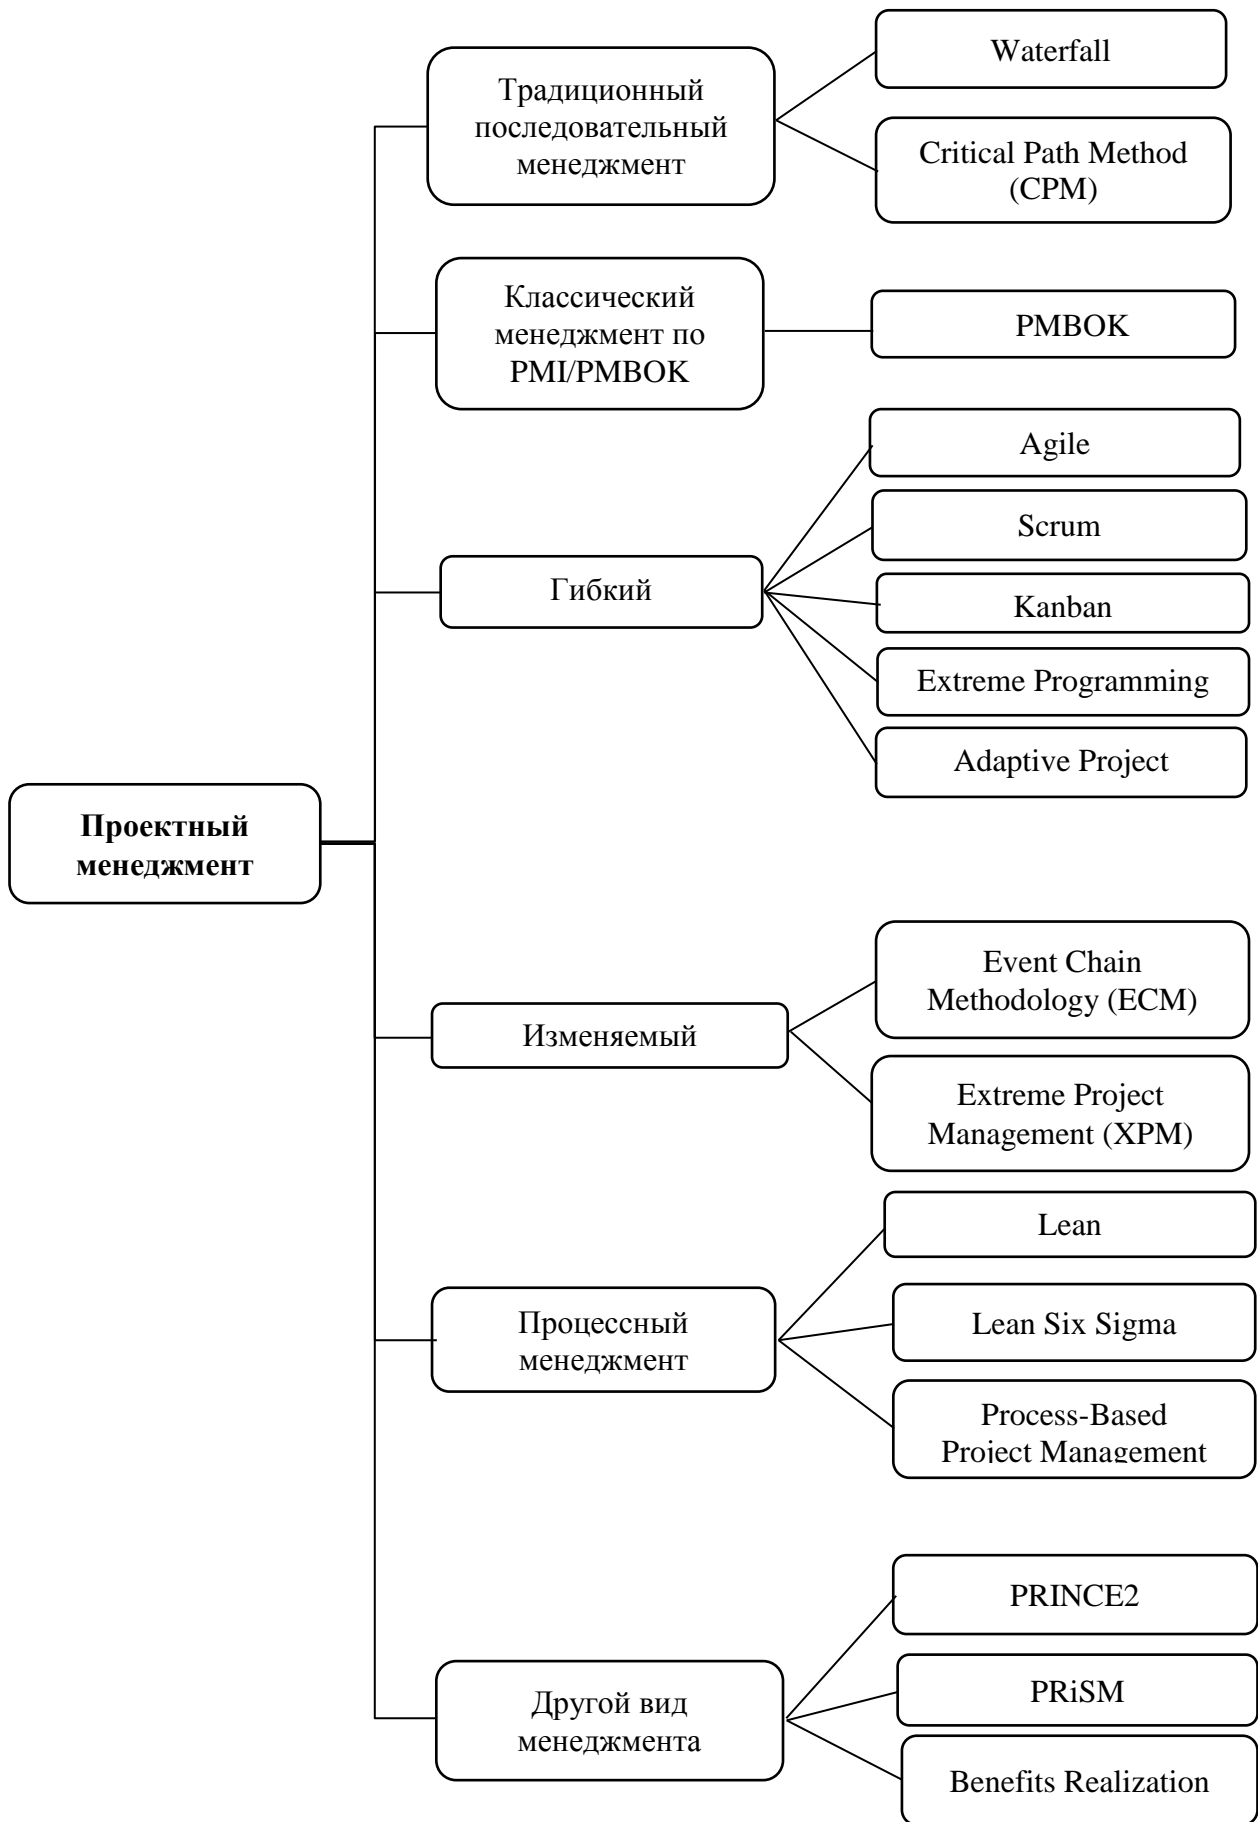 Waterfall
Традиционный
последовательный
менеджмент
Critical Path Method
(CPM)
Классический
менеджмент по
PMI/PMBOK
PMBOK
Agile
Scrum
Гибкий
Kanban
Extreme Programming
Adaptive Project
Проектный
менеджмент
Event Chain
Methodology (ECM)
Изменяемый
Extreme Project
Management (XPM)
Lean
Процессный
менеджмент
Lean Six Sigma
Process-Based
Project Management
PRINCE2
Другой вид
менеджмента
PRiSM
Benefits Realization